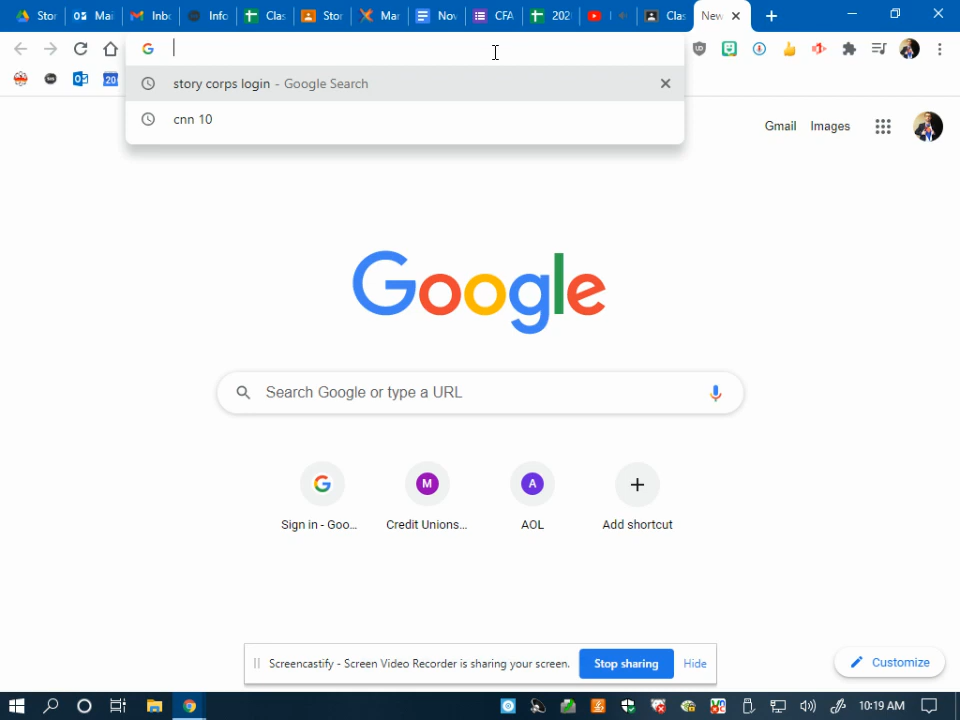 Stor
Mai
Inb
Info
Clas
Stor
Mar
Nov
CFA
202
Clas
New
story corps login - Google Search
cnn 10
Gmail
Images
Google
Search Google or type a URL
M
A
Sign in - Goo...
Credit Unions...
AOL
Add shortcut
Screencastify - Screen Video Recorder is sharing your screen.
Stop sharing
Hide
Customize
10:19 AM